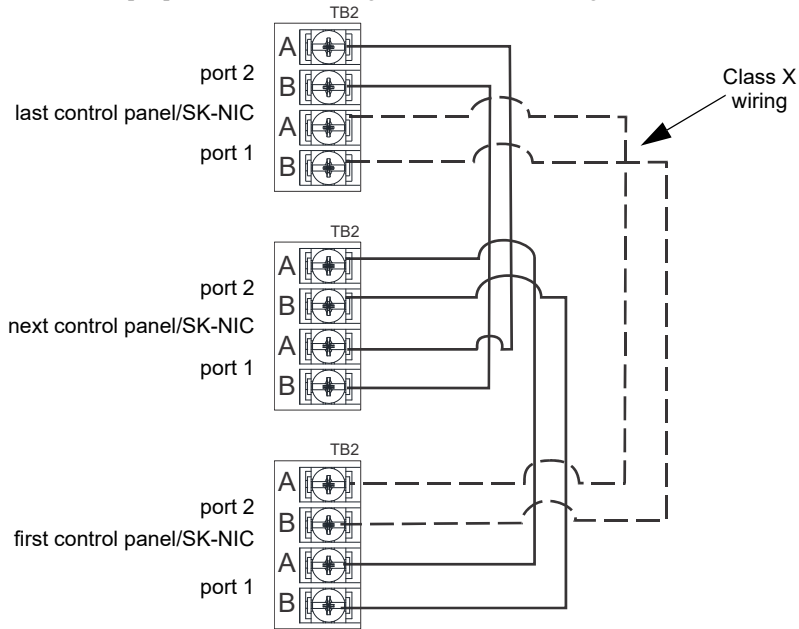 TB2
A
port 2
B
last control panel/SK-NIC
A
port 1
B
Class X
wiring
TB2
A
port 2
B
next control panel/SK-NIC
A
port 1
B
TB2
A
port 2
B
first control panel/SK-NIC
A
port 1
B